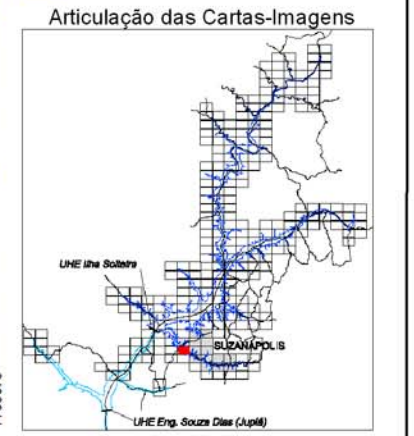 Articulação das Cartas-Imagens
UHE Ilha Solteira
SUZANÁPOLIS
UHE Eng. Souza Dias (Jupiá)